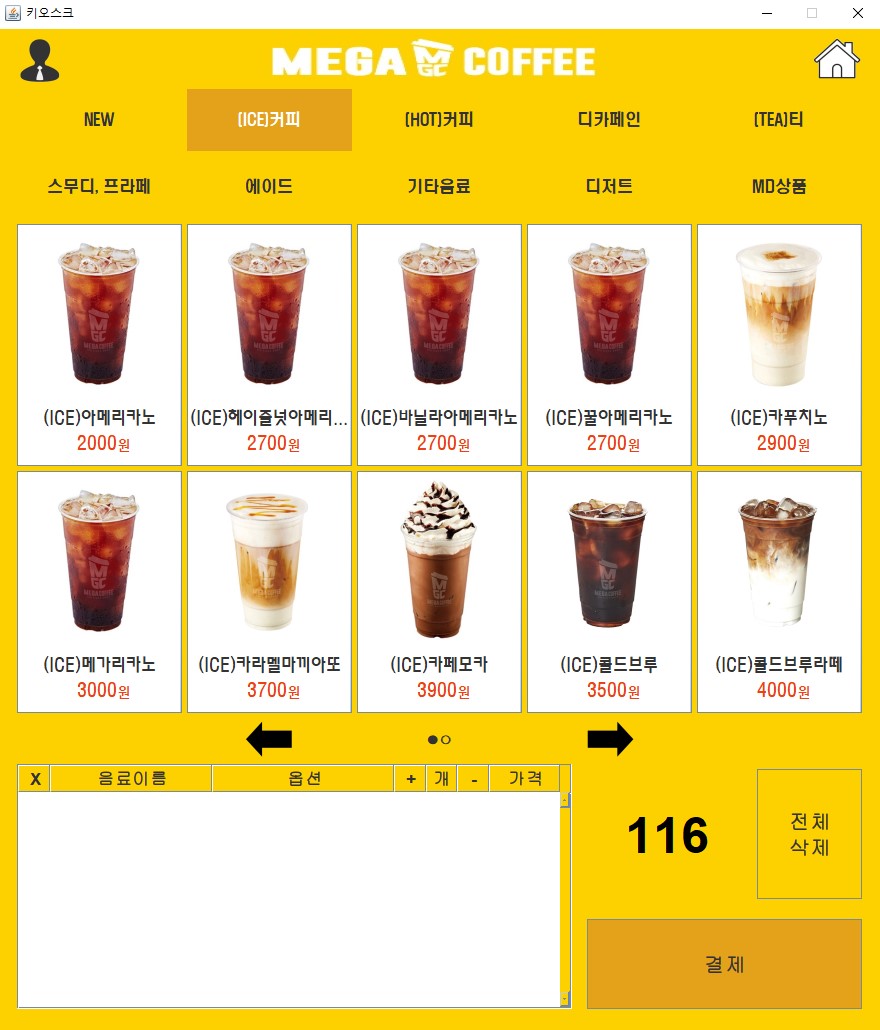 키오스크
MEGA MGC COFFEE
NEW
(ICE)커피
(HOT)커피
디카페인
(TEA)티
스무디, 프라페
에이드
기타음료
디저트
MD상품
(ICE)아메리카노
2000원
(ICE)헤이즐넛아메리...
2700원
(ICE)바닐라아메리카노
2700원
(ICE)꿀아메리카노
2700원
(ICE)카푸치노
2900원
(ICE)메가리카노
3000원
(ICE)카라멜마끼아또
3700원
(ICE)카페모카
3900원
(ICE)콜드브루
3500원
(ICE)콜드브루라떼
4000원
X 음료이름 옵션 + 개 - 가격
116
전체
삭제
결제